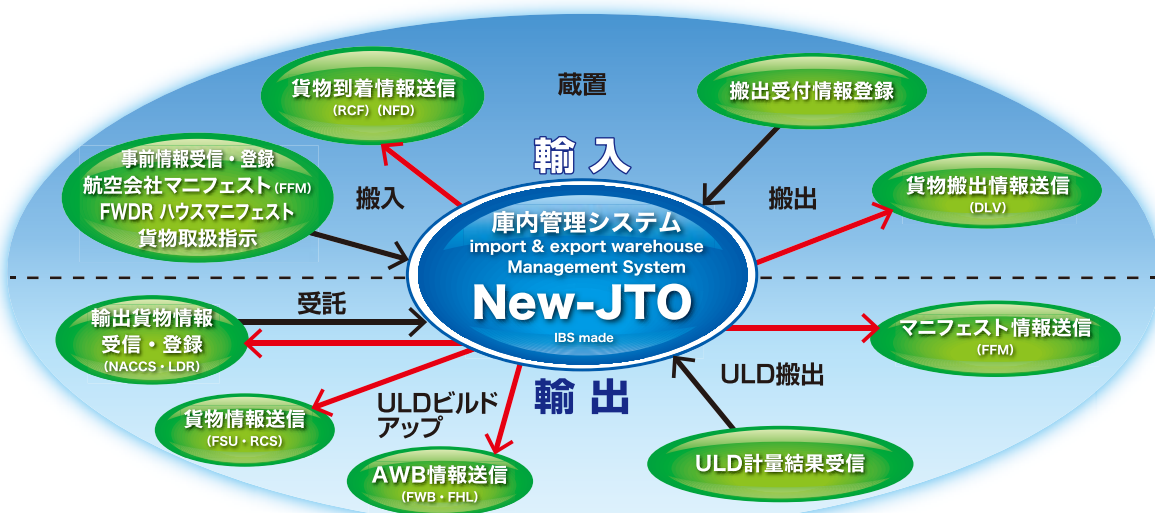 貨物到着情報送信
(RCF) (NFD)
蔵置
搬出受付情報登録
輸入
事前情報受信・登録
航空会社マニフェスト(FFM)
FWDR ハウスマニフェスト
貨物取扱指示
搬入
搬出
貨物搬出情報送信
(DLV)
庫内管理システム
import & export warehouse
Management System
New-JTO
IBS made
受託
輸出貨物情報
受信・登録
(NACCS・LDR)
マニフェスト情報送信
(FFM)
輸出
ULD搬出
ULDビルド
アップ
貨物情報送信
(FSU・RCS)
AWB情報送信
(FWB・FHL)
ULD計量結果受信